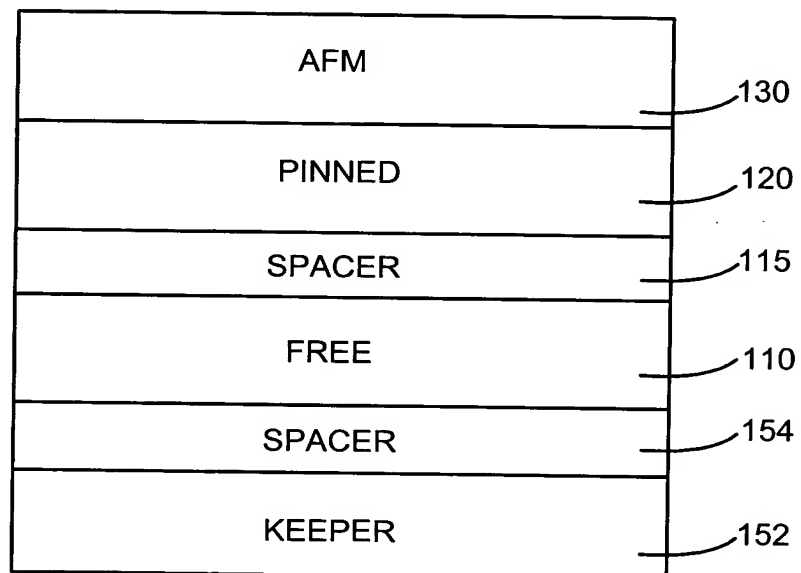 AFM
130
PINNED
120
SPACER
115
FREE
110
SPACER
154
KEEPER
152